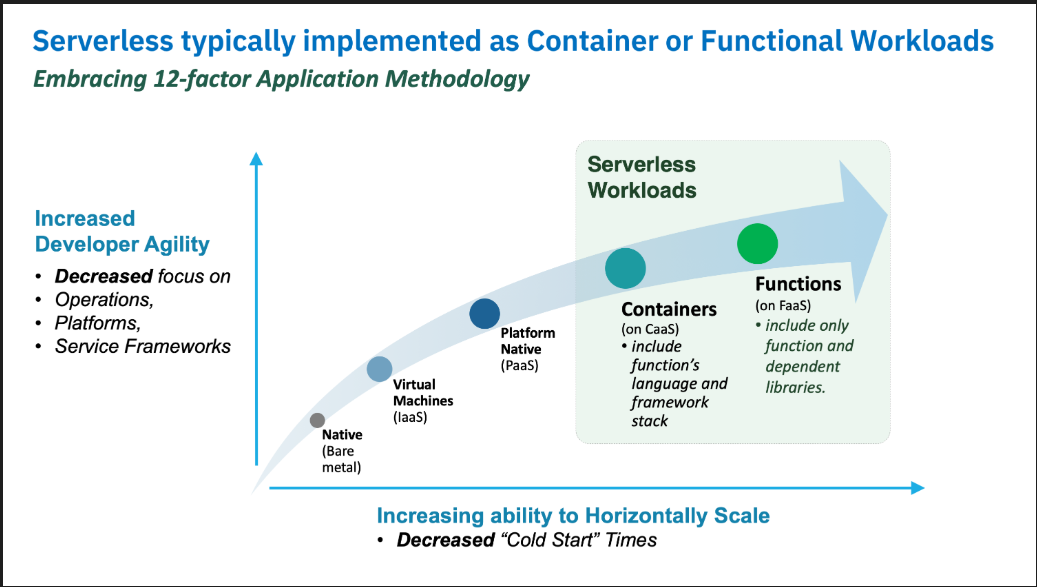 Serverless typically implemented as Container or Functional Workloads
Embracing 12-factor Application Methodology
Increased
Developer Agility
• Decreased focus on
• Operations,
• Platforms,
• Service Frameworks
Native
(Bare
metal)
Virtual
Machines
(IaaS)
Platform
Native
(PaaS)
Serverless
Workloads
Containers
(on CaaS)
• include
function's
language and
framework
stack
Functions
(on FaaS)
• include only
function and
dependent
libraries.
Increasing ability to Horizontally Scale
• Decreased “Cold Start” Times